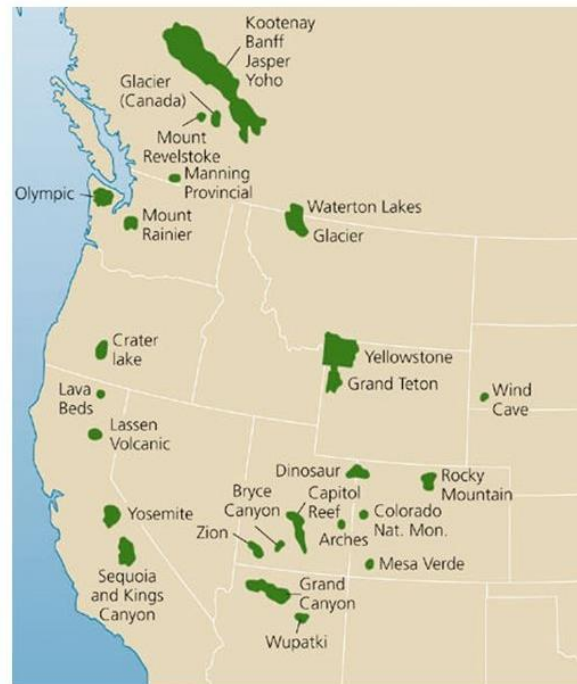 Kootenay
Banff
Jasper
Yoho
Glacier
(Canada)
Mount
Revelstoke
Manning
Provincial
Olympic
Mount
Rainier
Waterton Lakes
Glacier
Crater
lake
Yellowstone
Grand Teton
Lava
Beds
Wind
Cave
Lassen
Volcanic
Dinosaur
Rocky
Mountain
Bryce
Canyon
Capitol
Reef
Colorado
Nat. Mon.
Yosemite
Zion
Arches
Mesa Verde
Sequoia
and Kings
Canyon
Grand
Canyon
Wupatki